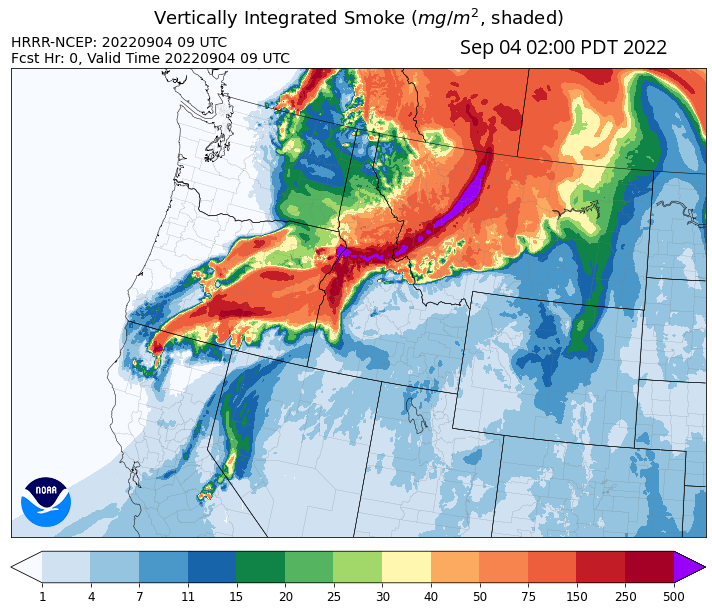 Vertically Integrated Smoke (mg/m², shaded)
HRRR-NCEP: 20220904 09 UTC
Fcst Hr: 0, Valid Time 20220904 09 UTC
Sep 04 02:00 PDT 2022
NOAA
1 4 7 11 15 20 25 30 40 50 75 150 250 500